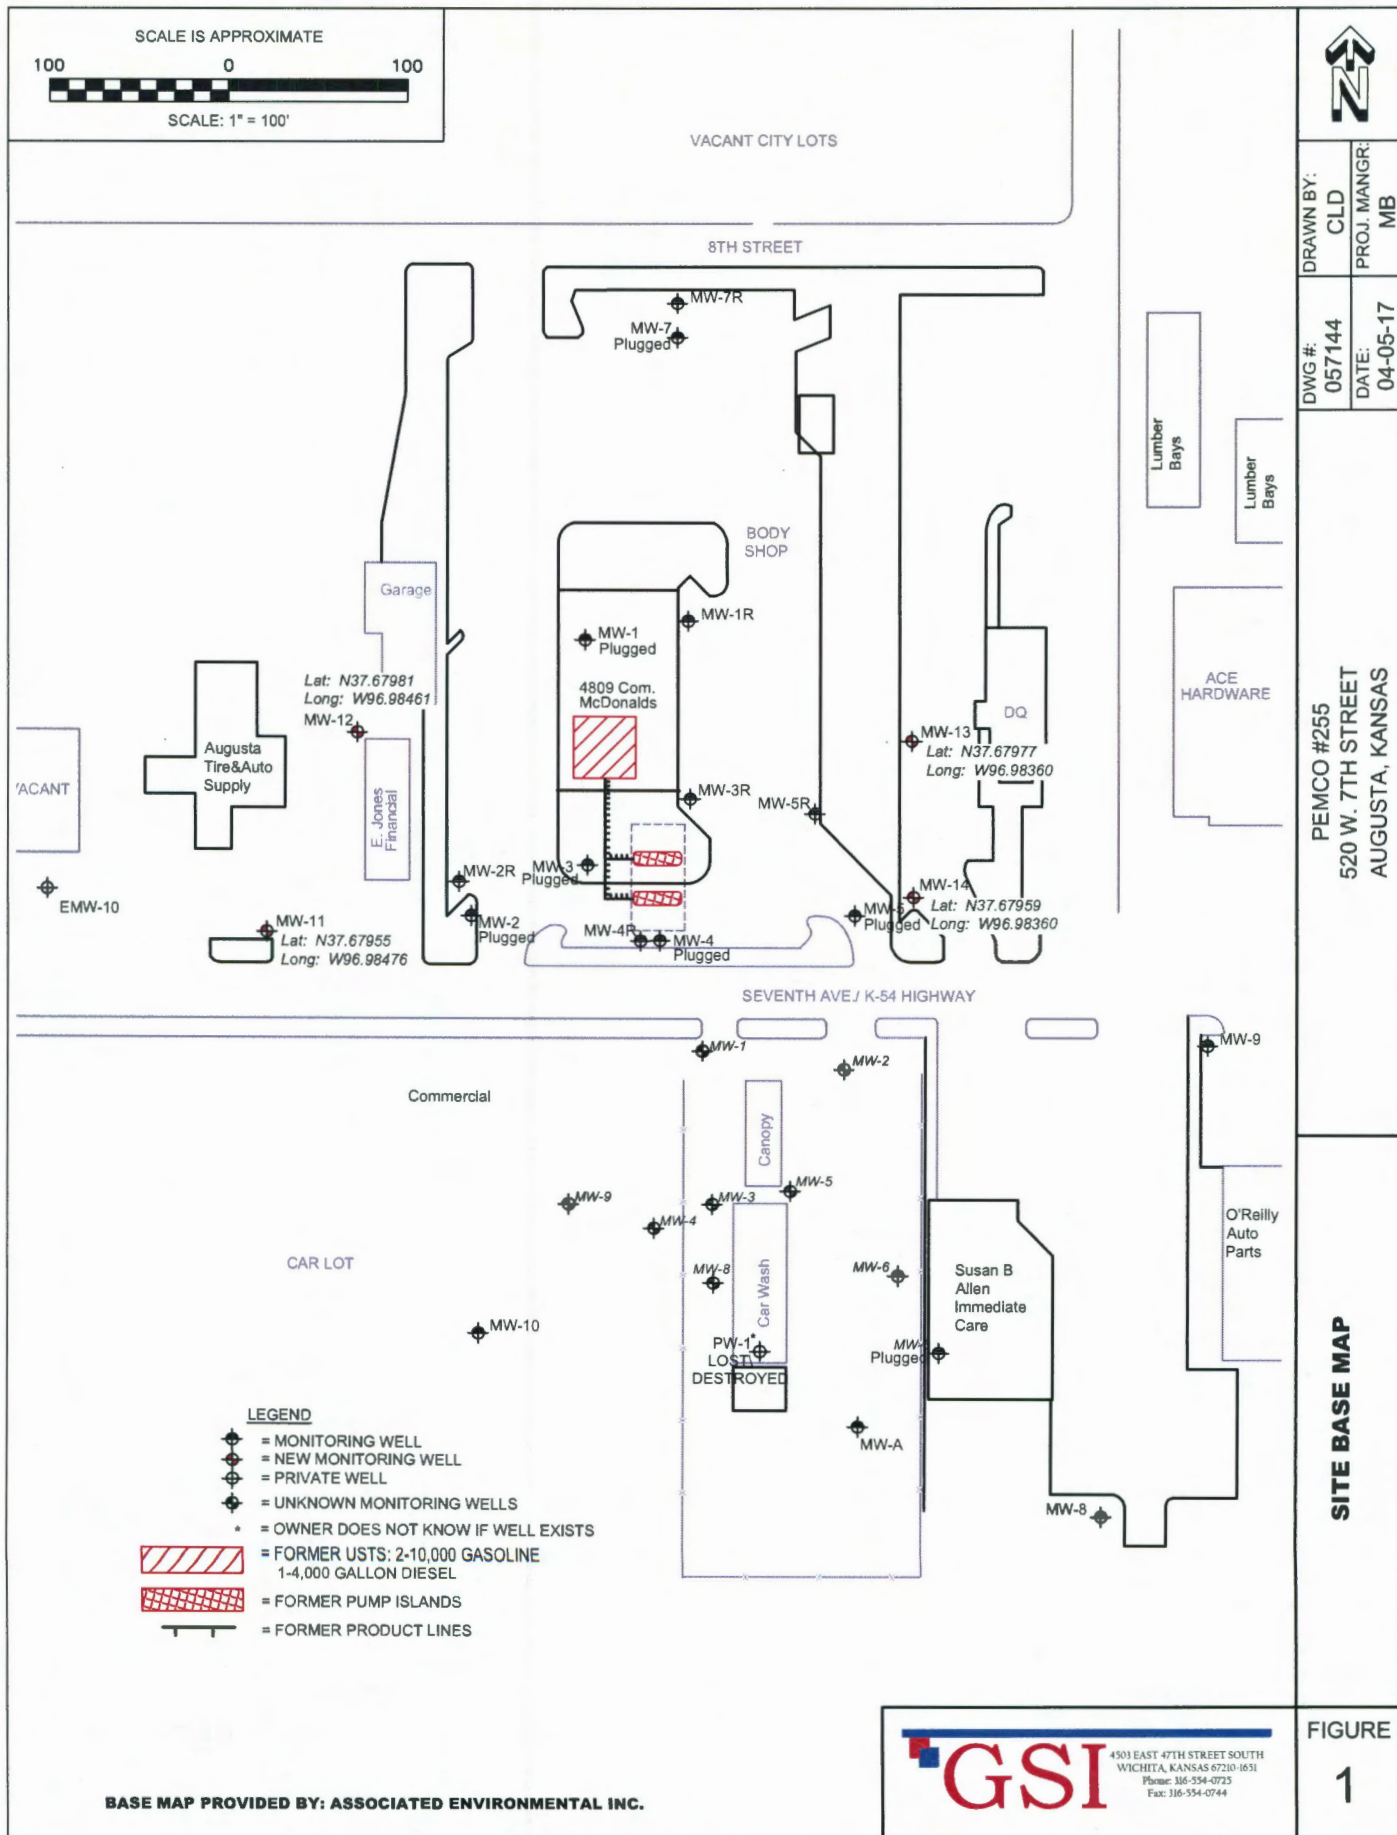 SCALE IS APPROXIMATE
100 0 100
SCALE: 1" = 100'
N
DRAWN BY:
CLD
PROJ. MANGR:
MB
DWG #:
057144
DATE:
04-05-17
PEMCO #255
520 W. 7TH STREET
AUGUSTA, KANSAS
SITE BASE MAP
FIGURE
1
VACANT CITY LOTS
8TH STREET
MW-7R
MW-7
Plugged
Lumber
Bays
Lumber
Bays
BODY
SHOP
Garage
MW-1R
MW-1
Plugged
Lat: N37.67981
Long: W96.98461
MW-12
4809 Com.
McDonalds
ACE
HARDWARE
DQ
MW-13
Lat: N37.67977
Long: W96.98360
Augusta
Tire&Auto
Supply
VACANT
E. Jones
Financial
MW-3R
MW-5R
MW-3
Plugged
MW-2R
EMW-10
MW-14
Lat: N37.67959
Long: W96.98360
MW-2
Plugged
MW-5
Plugged
MW-11
Lat: N37.67955
Long: W96.98476
MW-4R
MW-4
Plugged
SEVENTH AVE./ K-54 HIGHWAY
MW-1
MW-2
MW-9
Commercial
Canopy
MW-9
MW-3
MW-5
MW-4
O'Reilly
Auto
Parts
CAR LOT
MW-8
Car Wash
MW-6
Susan B
Allen
Immediate
Care
MW-10
PW-1*
LOST\
DESTROYED
Plugged
MW-A
MW-8
LEGEND
= MONITORING WELL
= NEW MONITORING WELL
= PRIVATE WELL
= UNKNOWN MONITORING WELLS
* = OWNER DOES NOT KNOW IF WELL EXISTS
= FORMER USTS: 2-10,000 GASOLINE
1-4,000 GALLON DIESEL
= FORMER PUMP ISLANDS
= FORMER PRODUCT LINES
BASE MAP PROVIDED BY: ASSOCIATED ENVIRONMENTAL INC.
GSI
4503 EAST 47TH STREET SOUTH
WICHITA, KANSAS 67210-1651
Phone: 316-554-0725
Fax: 316-554-0744